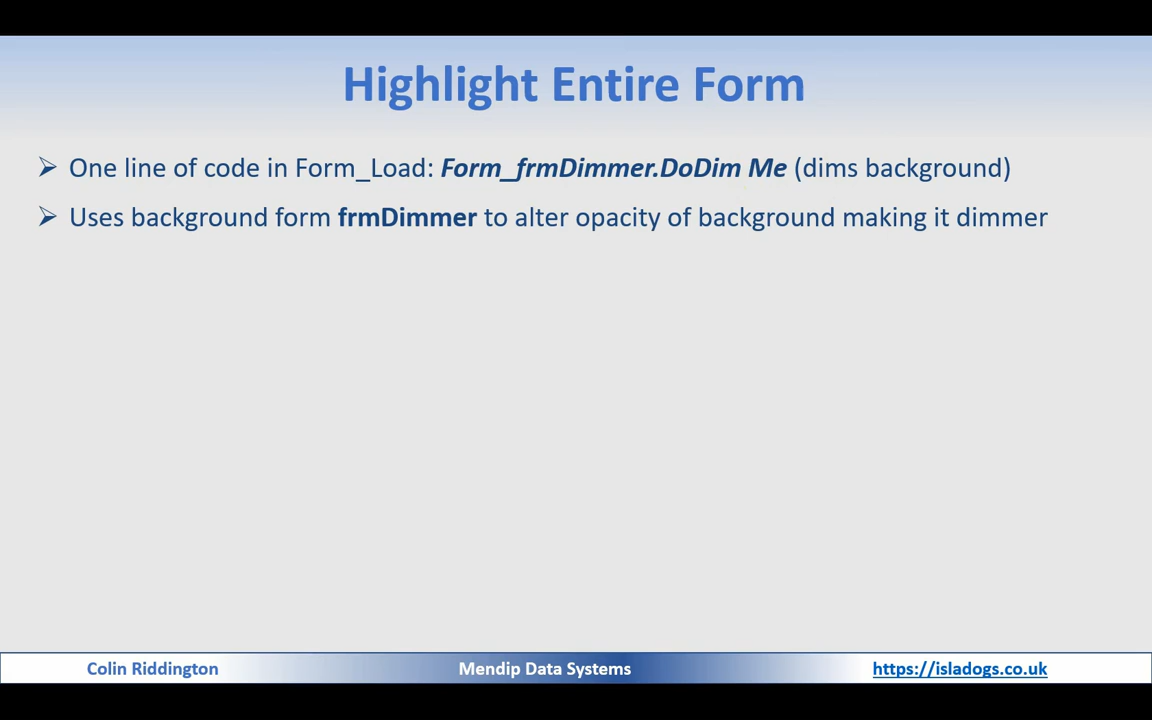 Highlight Entire Form
➢ One line of code in Form_Load: Form_frmDimmer.DoDim Me (dims background)
➢ Uses background form frmDimmer to alter opacity of background making it dimmer
Colin Riddington Mendip Data Systems https://isladogs.co.uk